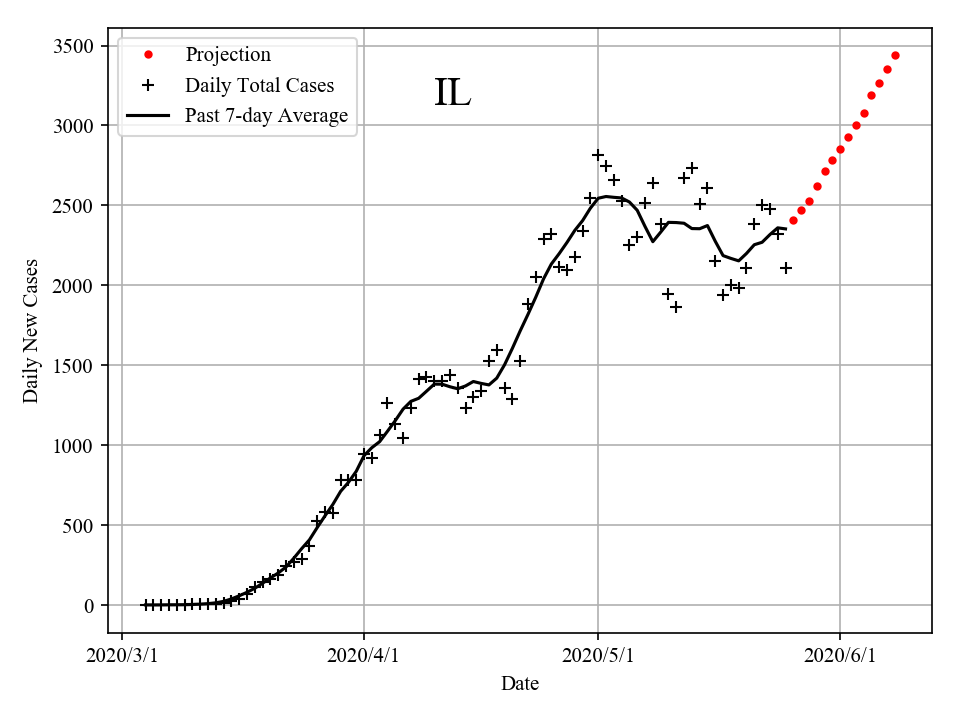 IL
Projection
Daily Total Cases
Past 7-day Average
Daily New Cases
3500
3000
2500
2000
1500
1000
500
0
2020/3/1
2020/4/1
2020/5/1
2020/6/1
Date